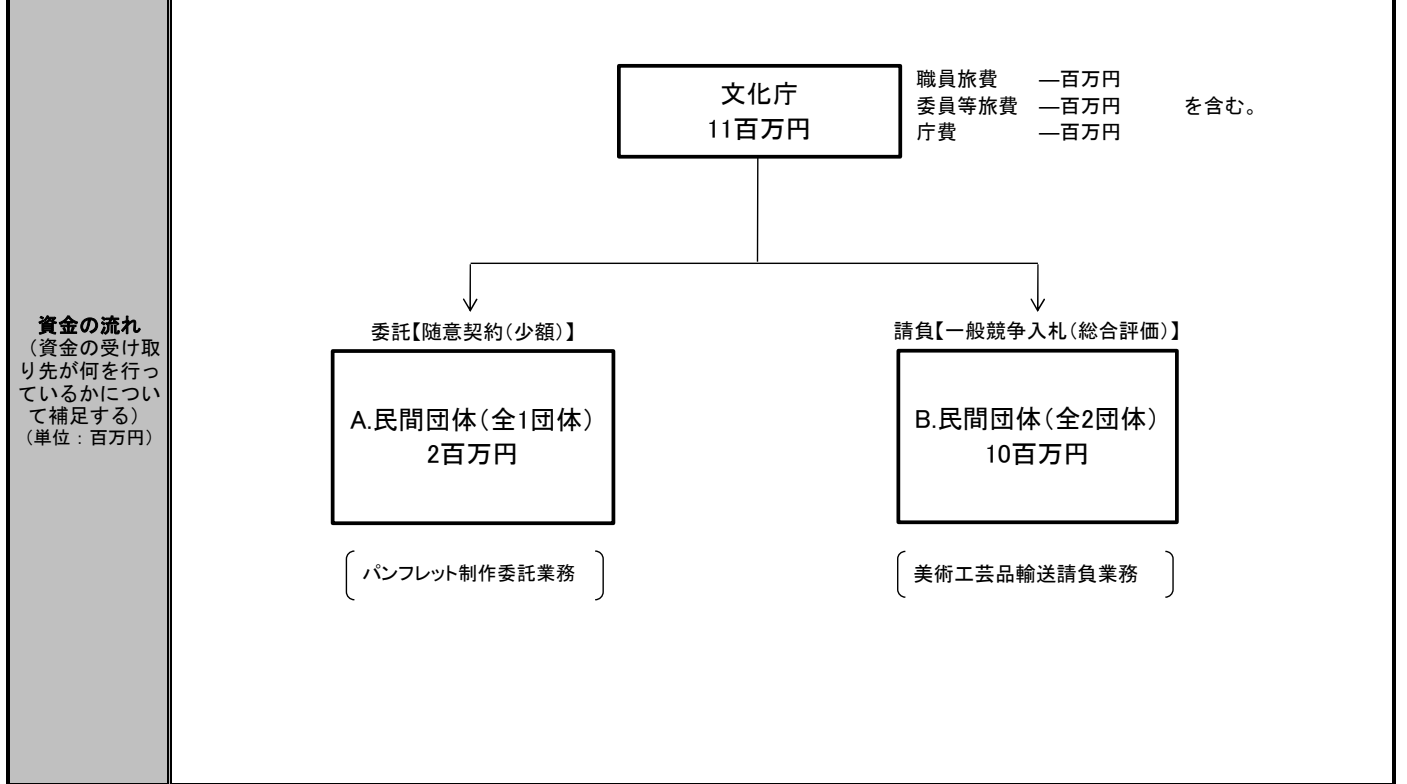 資金の流れ
（資金の受け取
り先が何を行っ
ているかについ
て補足する）
（単位：百万円）
文化庁
11百万円
職員旅費　　―百万円
委員等旅費　―百万円　　を含む。
庁費　　　　―百万円
委託【随意契約（少額）】
A.民間団体（全1団体）
2百万円
パンフレット制作委託業務
請負【一般競争入札（総合評価）】
B.民間団体（全2団体）
10百万円
美術工芸品輸送請負業務